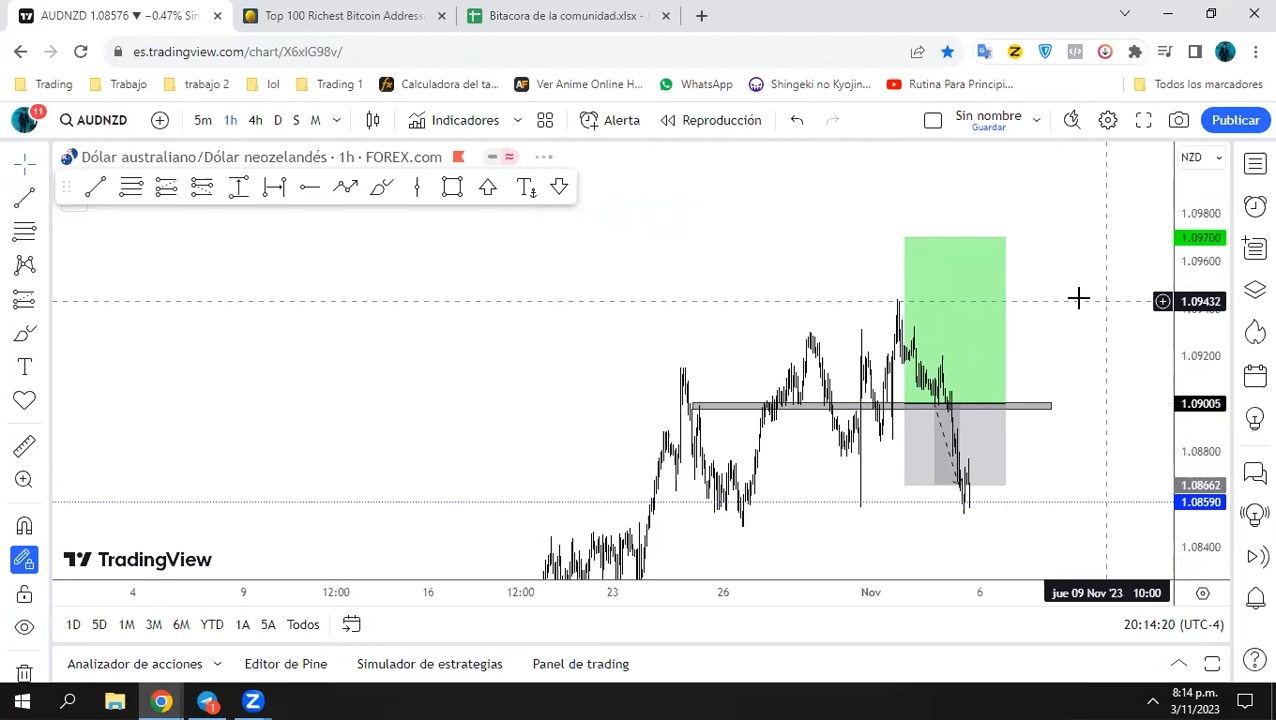 AUDNZD 1.08576 ▼ −0.47% Sin
Top 100 Richest Bitcoin Address
Bitacora de la comunidad.xlsx -
es.tradingview.com/chart/X6xIG98v/
Trading
Trabajo
trabajo 2
lol
Trading 1
Calculadora del ta...
Ver Anime Online H...
WhatsApp
Shingeki no Kyojin...
Rutina Para Principi...
Todos los marcadores
11
AUDNZD
5m
1h
4h
D
S
M
Indicadores
Alerta
Reproducción
Sin nombre
Guardar
Publicar
Dólar australiano/Dólar neozelandés · 1h · FOREX.com
NZD
1.09800
1.09700
1.09600
1.09432
1.09200
1.09005
1.08800
1.08662
1.08590
1.08400
TradingView
4
9
12:00
16
12:00
23
26
Nov
6
jue 09 Nov '23 10:00
1D
5D
1M
3M
6M
YTD
1A
5A
Todos
20:14:20 (UTC-4)
Analizador de acciones
Editor de Pine
Simulador de estrategias
Panel de trading
1
8:14 p.m.
3/11/2023